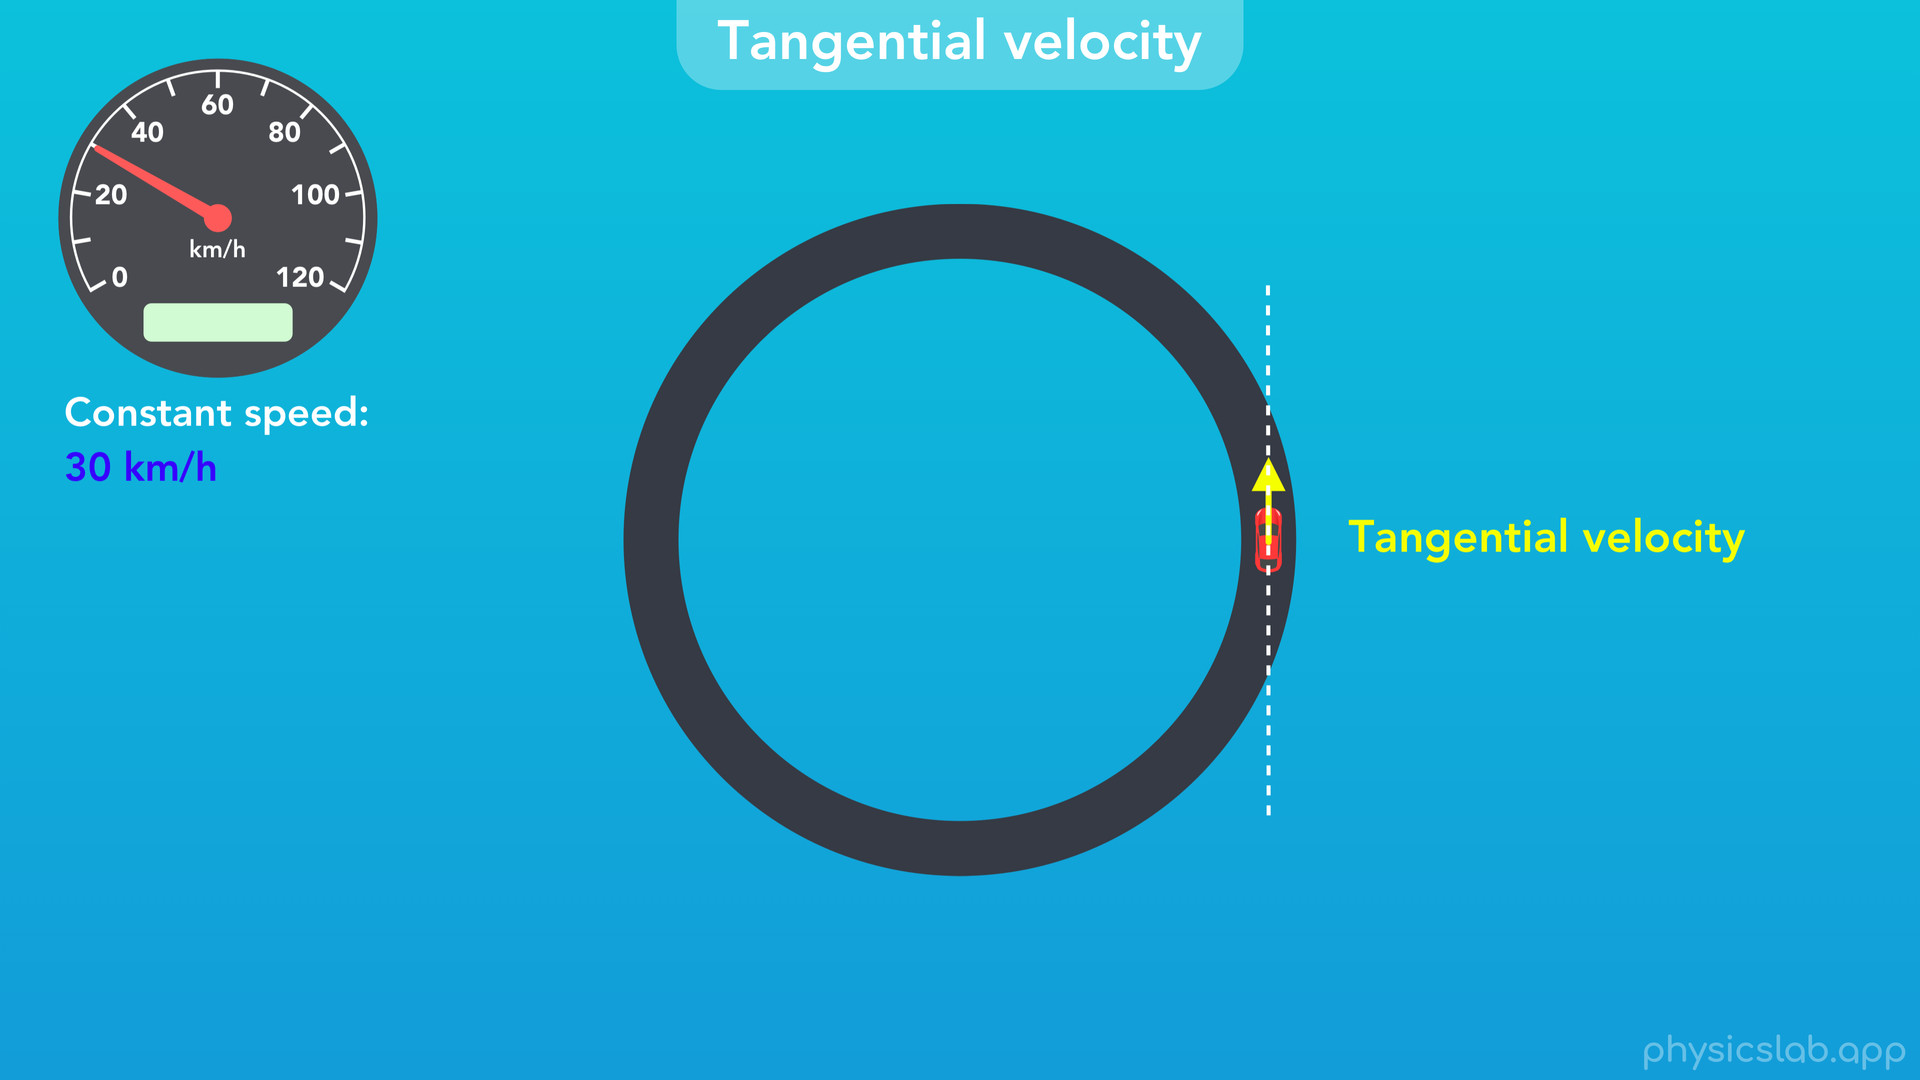 Tangential velocity
60
40
80
20
100
km/h
0
120
Constant speed:
30 km/h
Tangential velocity
physicslab.app